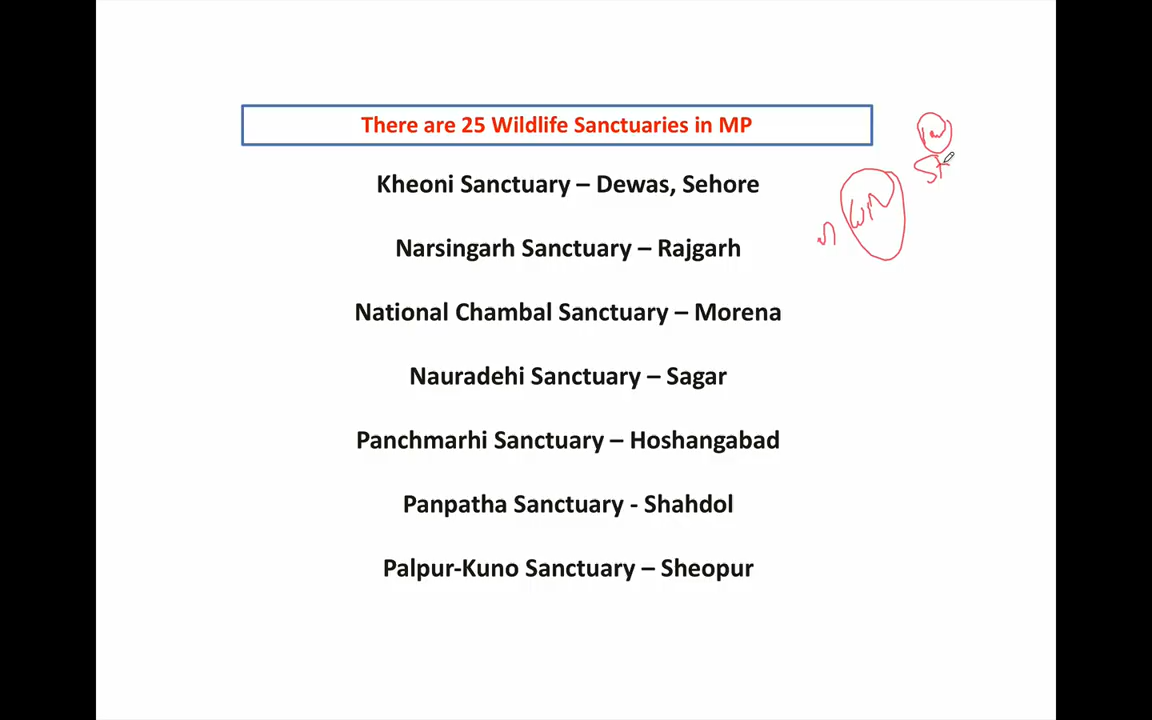 There are 25 Wildlife Sanctuaries in MP
Kheoni Sanctuary – Dewas, Sehore
Narsingarh Sanctuary – Rajgarh
National Chambal Sanctuary – Morena
Nauradehi Sanctuary – Sagar
Panchmarhi Sanctuary – Hoshangabad
Panpatha Sanctuary - Shahdol
Palpur-Kuno Sanctuary – Sheopur